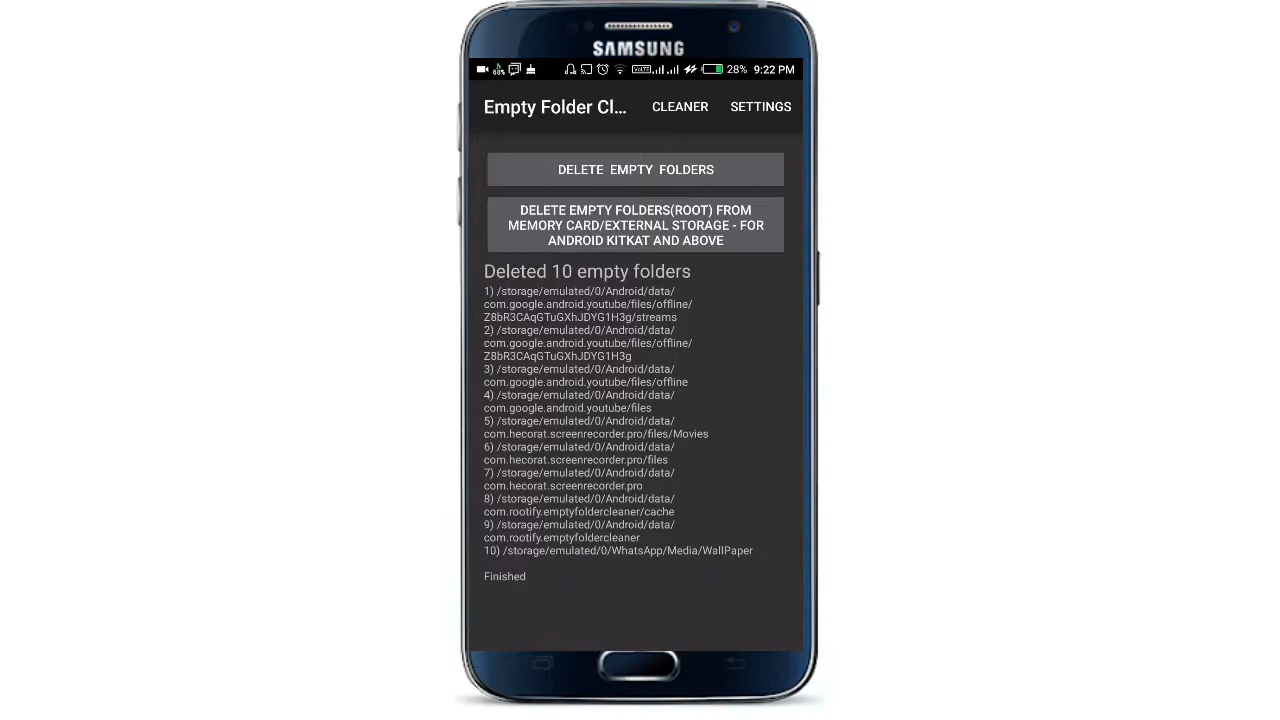 SAMSUNG
68% VoLTE 28% 9:22 PM
Empty Folder Cl... CLEANER SETTINGS
DELETE EMPTY FOLDERS
DELETE EMPTY FOLDERS(ROOT) FROM
MEMORY CARD/EXTERNAL STORAGE - FOR
ANDROID KITKAT AND ABOVE
Deleted 10 empty folders
1) /storage/emulated/0/Android/data/
com.google.android.youtube/files/offline/
Z8bR3CAqGTuGXhJDYG1H3g/streams
2) /storage/emulated/0/Android/data/
com.google.android.youtube/files/offline/
Z8bR3CAqGTuGXhJDYG1H3g
3) /storage/emulated/0/Android/data/
com.google.android.youtube/files/offline
4) /storage/emulated/0/Android/data/
com.google.android.youtube/files
5) /storage/emulated/0/Android/data/
com.hecorat.screenrecorder.pro/files/Movies
6) /storage/emulated/0/Android/data/
com.hecorat.screenrecorder.pro/files
7) /storage/emulated/0/Android/data/
com.hecorat.screenrecorder.pro
8) /storage/emulated/0/Android/data/
com.rootify.emptyfoldercleaner/cache
9) /storage/emulated/0/Android/data/
com.rootify.emptyfoldercleaner
10) /storage/emulated/0/WhatsApp/Media/WallPaper
Finished